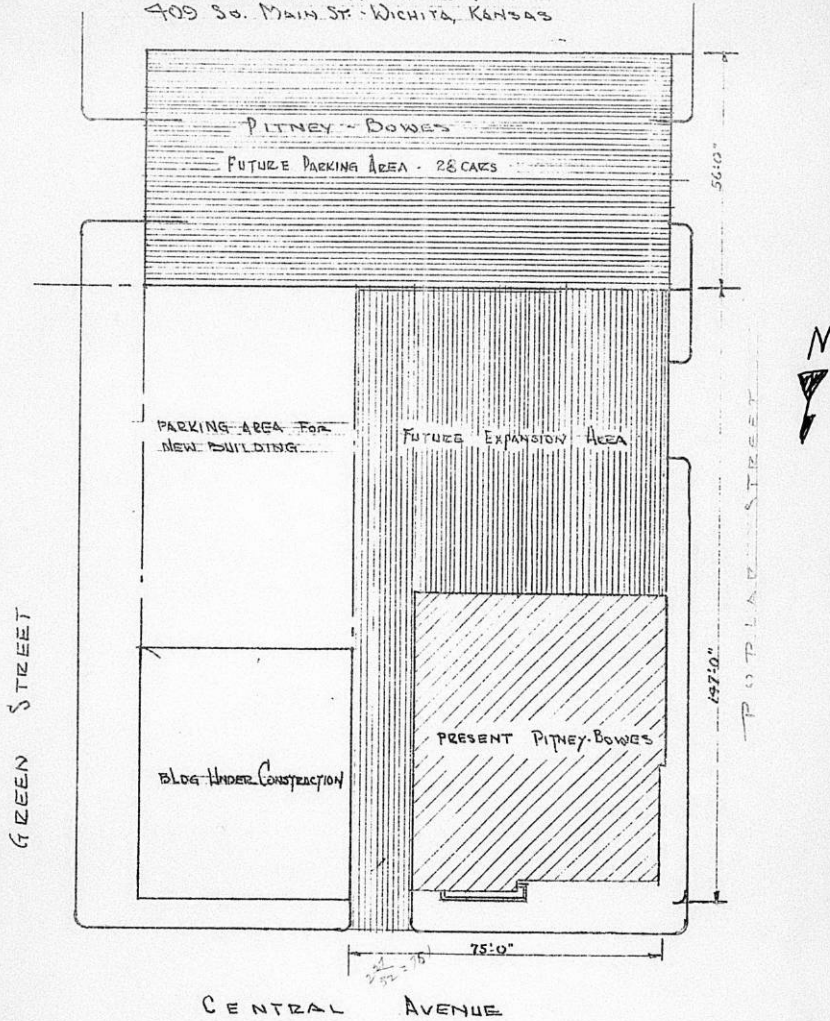 409 So. MAIN ST. WICHITA, KANSAS
PITNEY-BOWES
FUTURE PARKING AREA - 28 CARS
56'0"
N
PARKING AREA FOR
NEW BUILDING
FUTURE EXPANSION AREA
POPLAR STREET
GREEN STREET
147'0"
PRESENT PITNEY-BOWES
BLDG UNDER CONSTRACTION
75'0"
CENTRAL AVENUE